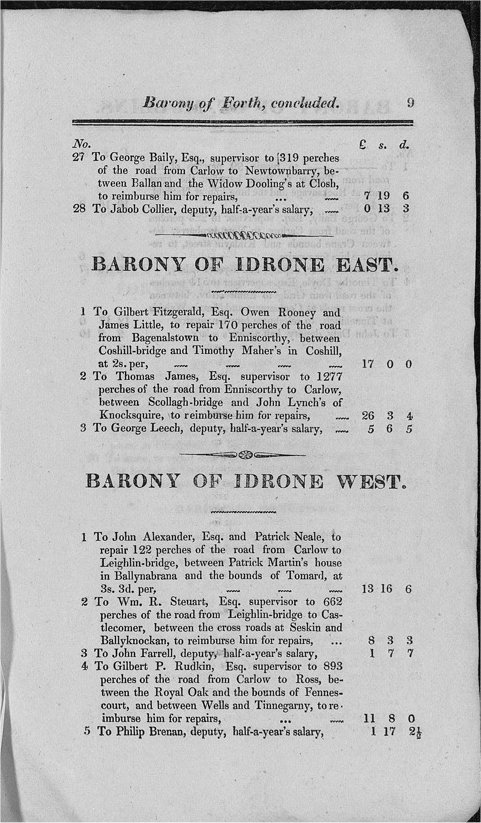 Barony of Forth, concluded. 9
No. £ s. d.
27 To George Baily, Esq., supervisor to [319 perches
of the road from Carlow to Newtownbarry, be-
tween Ballan and the Widow Dooling's at Closh,
to reimburse him for repairs, ... 7 19 6
28 To Jabob Collier, deputy, half-a-year's salary, 0 13 3
BARONY OF IDRONE EAST.
1 To Gilbert Fitzgerald, Esq. Owen Rooney and
James Little, to repair 170 perches of the road
from Bagenalstown to Enniscorthy, between
Coshill-bridge and Timothy Maher's in Coshill,
at 2s. per, 17 0 0
2 To Thomas James, Esq. supervisor to 1277
perches of the road from Enniscorthy to Carlow,
between Scollagh-bridge and John Lynch's of
Knocksquire, to reimburse him for repairs, 26 3 4
3 To George Leech, deputy, half-a-year's salary, 5 6 5
BARONY OF IDRONE WEST.
1 To John Alexander, Esq. and Patrick Neale, to
repair 122 perches of the road from Carlow to
Leighlin-bridge, between Patrick Martin's house
in Ballynabrana and the bounds of Tomard, at
3s. 3d. per, 13 16 6
2 To Wm. R. Steuart, Esq. supervisor to 662
perches of the road from Leighlin-bridge to Cas-
tlecomer, between the cross roads at Seskin and
Ballyknockan, to reimburse him for repairs, ... 8 3 3
3 To John Farrell, deputy, half-a-year's salary, 1 7 7
4 To Gilbert P. Rudkin, Esq. supervisor to 893
perches of the road from Carlow to Ross, be-
tween the Royal Oak and the bounds of Fennes-
court, and between Wells and Tinnegarny, to re-
imburse him for repairs, ... 11 8 0
5 To Philip Brenan, deputy, half-a-year's salary, 1 17 2½